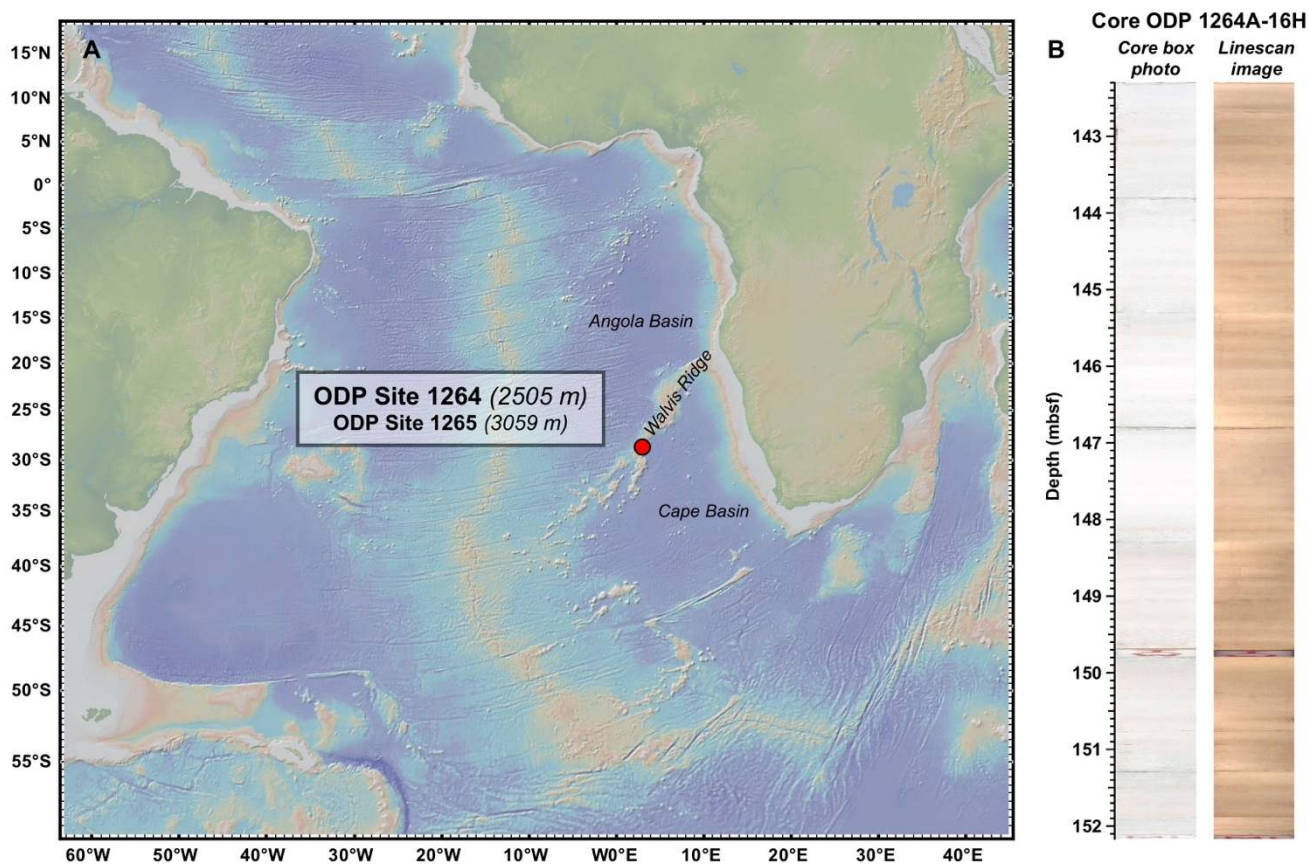 A
15°N
10°N
5°N
0°
5°S
10°S
15°S
20°S
25°S
30°S
35°S
40°S
45°S
50°S
55°S
60°W
50°W
40°W
30°W
20°W
10°W
W0°E
10°E
20°E
30°E
40°E
Angola Basin
Walvis Ridge
Cape Basin
ODP Site 1264 (2505 m)
ODP Site 1265 (3059 m)
Core ODP 1264A-16H
B
Core box
photo
Linescan
image
Depth (mbsf)
143
144
145
146
147
148
149
150
151
152